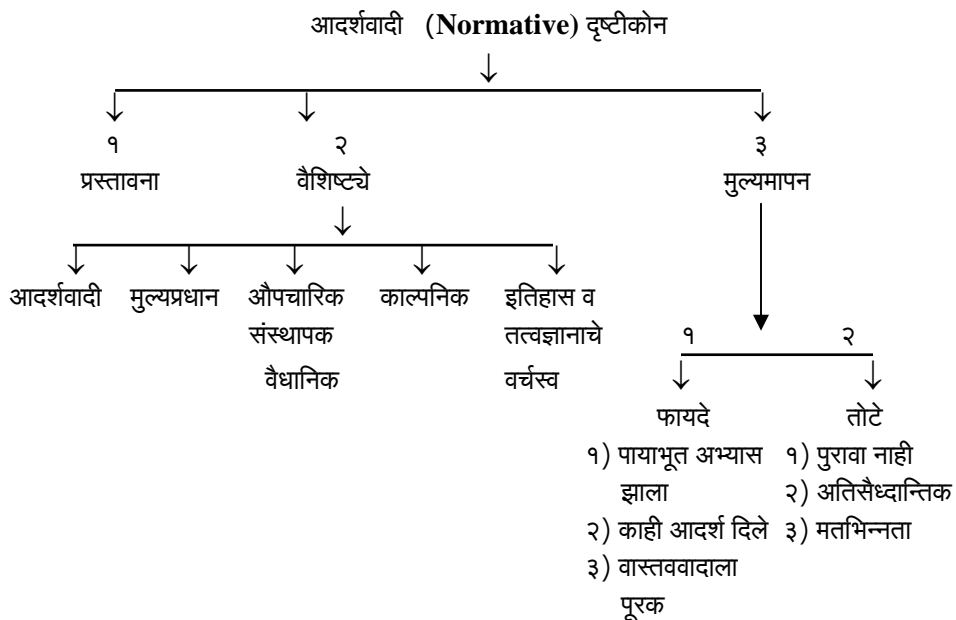 आदर्शवादी (Normative) दृष्टीकोन
१ २ ३
प्रस्तावना वैशिष्ट्ये मुल्यमापन
आदर्शवादी मुल्यप्रधान औपचारिक काल्पनिक इतिहास व
संस्थापक तत्वज्ञानाचे
वैधानिक वर्चस्व
१ २
फायदे तोटे
१) पायाभूत अभ्यास १) पुरावा नाही
झाला २) अतिसैध्दान्तिक
२) काही आदर्श दिले ३) मतभिन्नता
३) वास्तववादाला
पूरक